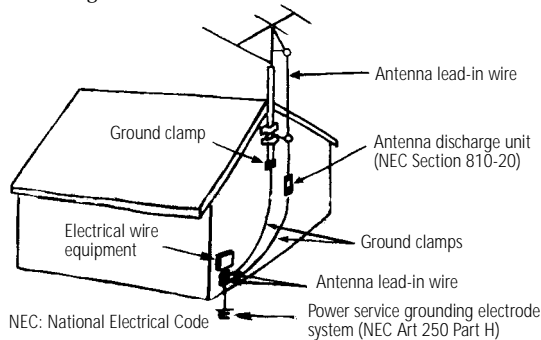 Antenna lead-in wire
Ground clamp
Antenna discharge unit
(NEC Section 810-20)
Electrical wire
equipment
Ground clamps
Antenna lead-in wire
NEC: National Electrical Code
Power service grounding electrode
system (NEC Art 250 Part H)